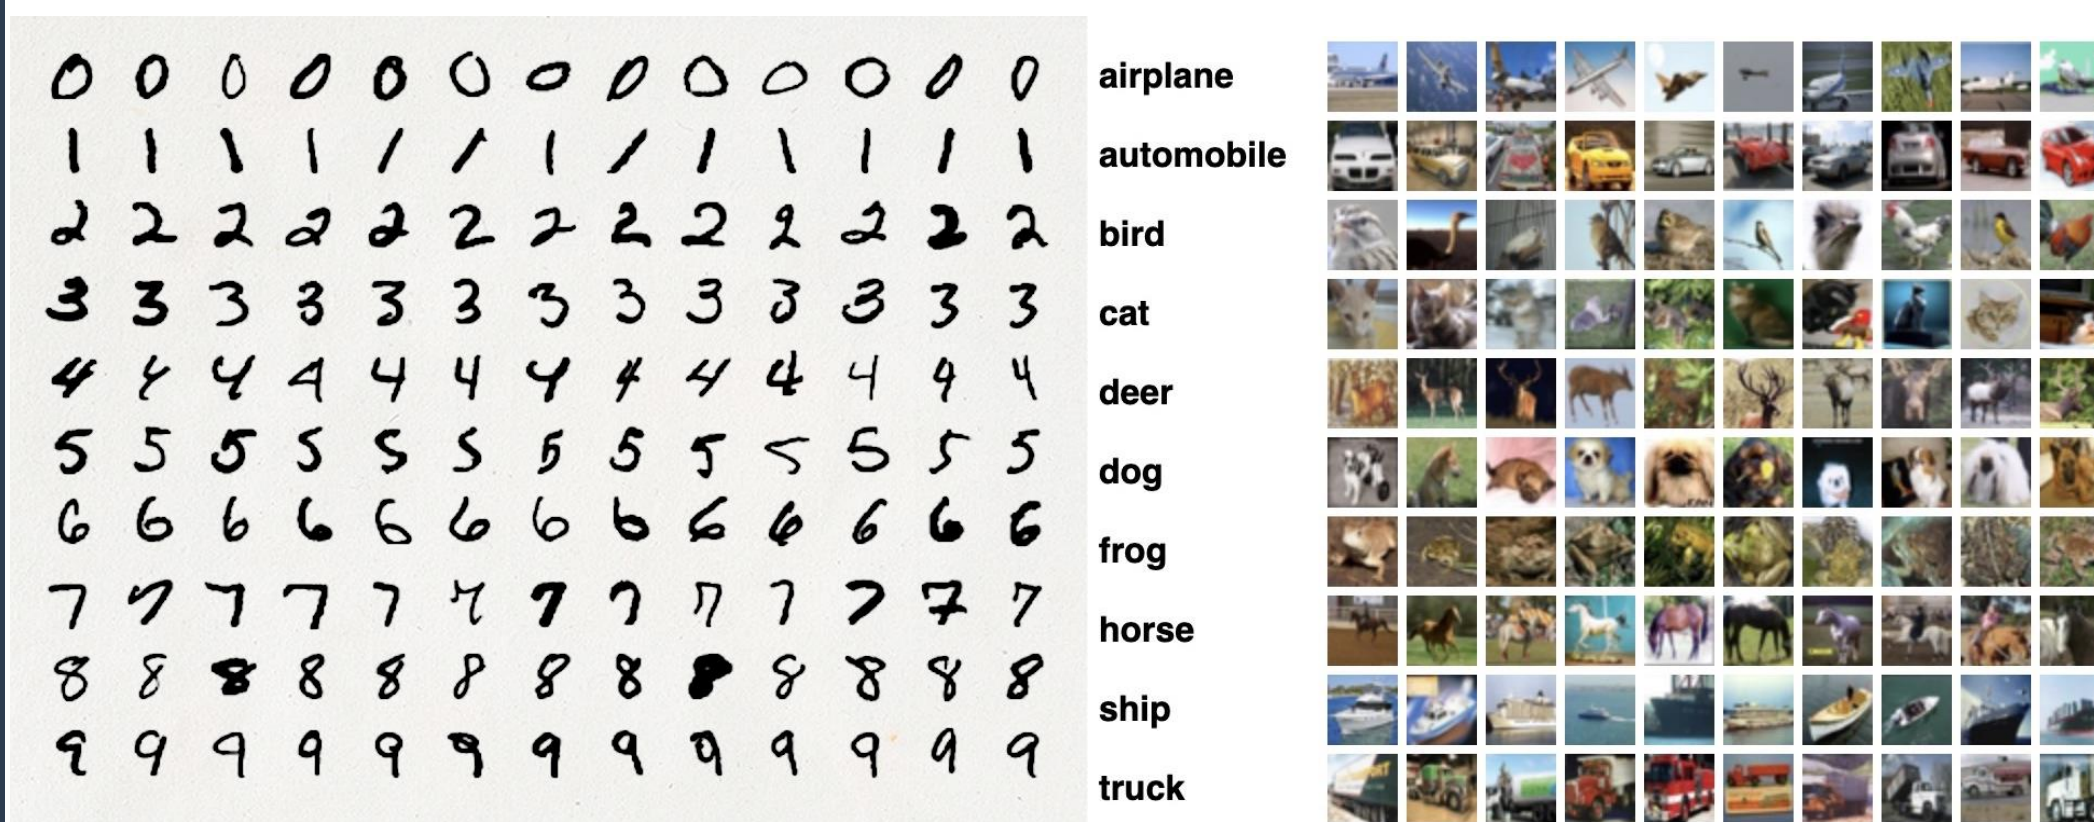 0 0 0 0 0 0 0 0 0 0 0 0 0
1 1 1 1 1 1 1 1 1 1 1 1 1
2 2 2 2 2 2 2 2 2 2 2 2 2
3 3 3 3 3 3 3 3 3 3 3 3 3
4 4 4 4 4 4 4 4 4 4 4 4 4
5 5 5 5 5 5 5 5 5 5 5 5 5
6 6 6 6 6 6 6 6 6 6 6 6 6
7 7 7 7 7 7 7 7 7 7 7 7 7
8 8 8 8 8 8 8 8 8 8 8 8 8
9 9 9 9 9 9 9 9 9 9 9 9 9
airplane
automobile
bird
cat
deer
dog
frog
horse
ship
truck